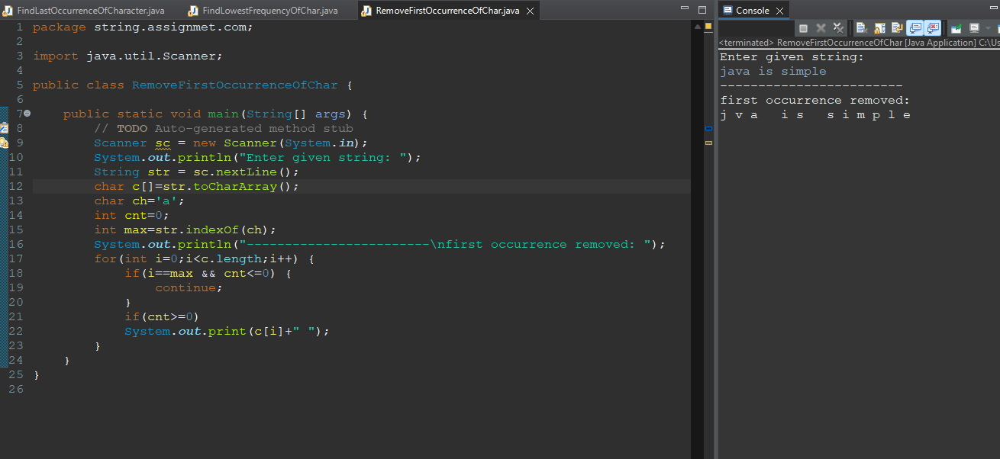 FindLastOccurrenceOfCharacter.java FindLowestFrequencyOfChar.java RemoveFirstOccurrenceOfChar.java
1 package string.assignmet.com;
2
3 import java.util.Scanner;
4
5 public class RemoveFirstOccurrenceOfChar {
6
7 public static void main(String[] args) {
8 // TODO Auto-generated method stub
9 Scanner sc = new Scanner(System.in);
10 System.out.println("Enter given string: ");
11 String str = sc.nextLine();
12 char c[]=str.toCharArray();
13 char ch='a';
14 int cnt=0;
15 int max=str.indexOf(ch);
16 System.out.println("------------------------\nfirst occurrence removed: ");
17 for(int i=0;i<c.length;i++) {
18 if(i==max && cnt<=0) {
19 continue;
20 }
21 if(cnt>=0)
22 System.out.print(c[i]+" ");
23 }
24 }
25 }
26
Console
<terminated> RemoveFirstOccurrenceOfChar [Java Application] C:\Us
Enter given string:
java is simple
------------------------
first occurrence removed:
j v a   i s   s i m p l e